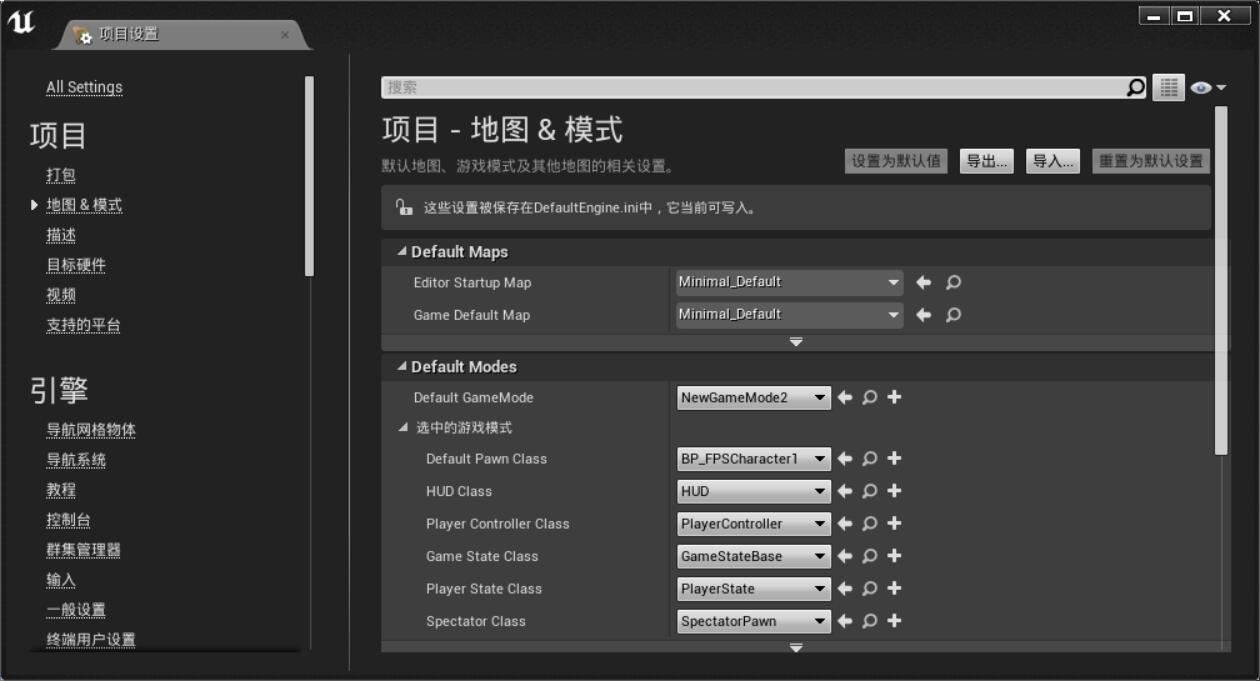 项目设置
All Settings
项目
打包
地图 & 模式
描述
目标硬件
视频
支持的平台
引擎
导航网格物体
导航系统
教程
控制台
群集管理器
输入
一般设置
终端用户设置
搜索
项目 - 地图 & 模式
默认地图、游戏模式及其他地图的相关设置。
设置为默认值 导出... 导入... 重置为默认设置
这些设置被保存在DefaultEngine.ini中，它当前可写入。
Default Maps
Editor Startup Map Minimal_Default
Game Default Map Minimal_Default
Default Modes
Default GameMode NewGameMode2
选中的游戏模式
Default Pawn Class BP_FPSCharacter1
HUD Class HUD
Player Controller Class PlayerController
Game State Class GameStateBase
Player State Class PlayerState
Spectator Class SpectatorPawn